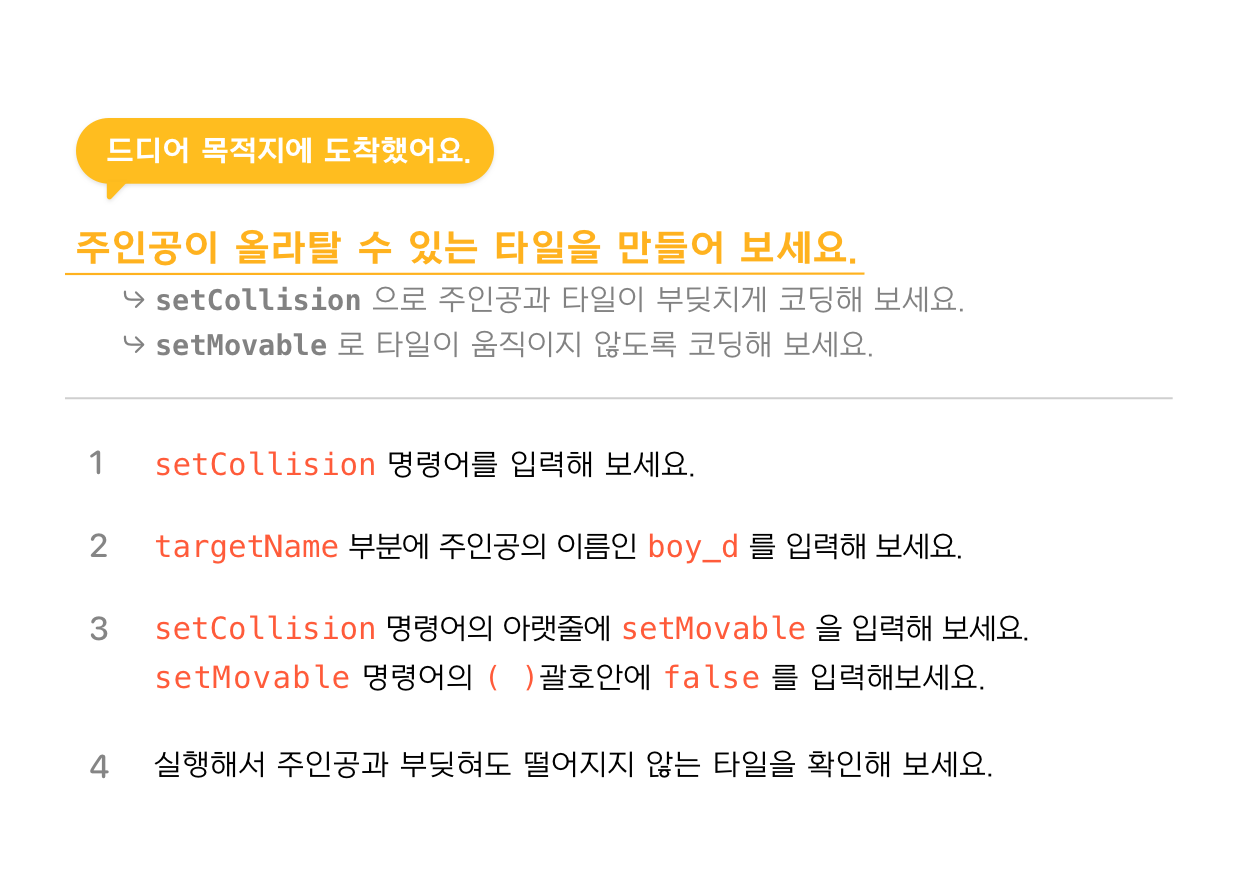 드디어 목적지에 도착했어요.
주인공이 올라탈 수 있는 타일을 만들어 보세요.
↪ setCollision 으로 주인공과 타일이 부딪치게 코딩해 보세요.
↪ setMovable 로 타일이 움직이지 않도록 코딩해 보세요.
1 setCollision 명령어를 입력해 보세요.
2 targetName 부분에 주인공의 이름인 boy_d 를 입력해 보세요.
3 setCollision 명령어의 아랫줄에 setMovable 을 입력해 보세요.
setMovable 명령어의 ( )괄호안에 false 를 입력해보세요.
4 실행해서 주인공과 부딪혀도 떨어지지 않는 타일을 확인해 보세요.